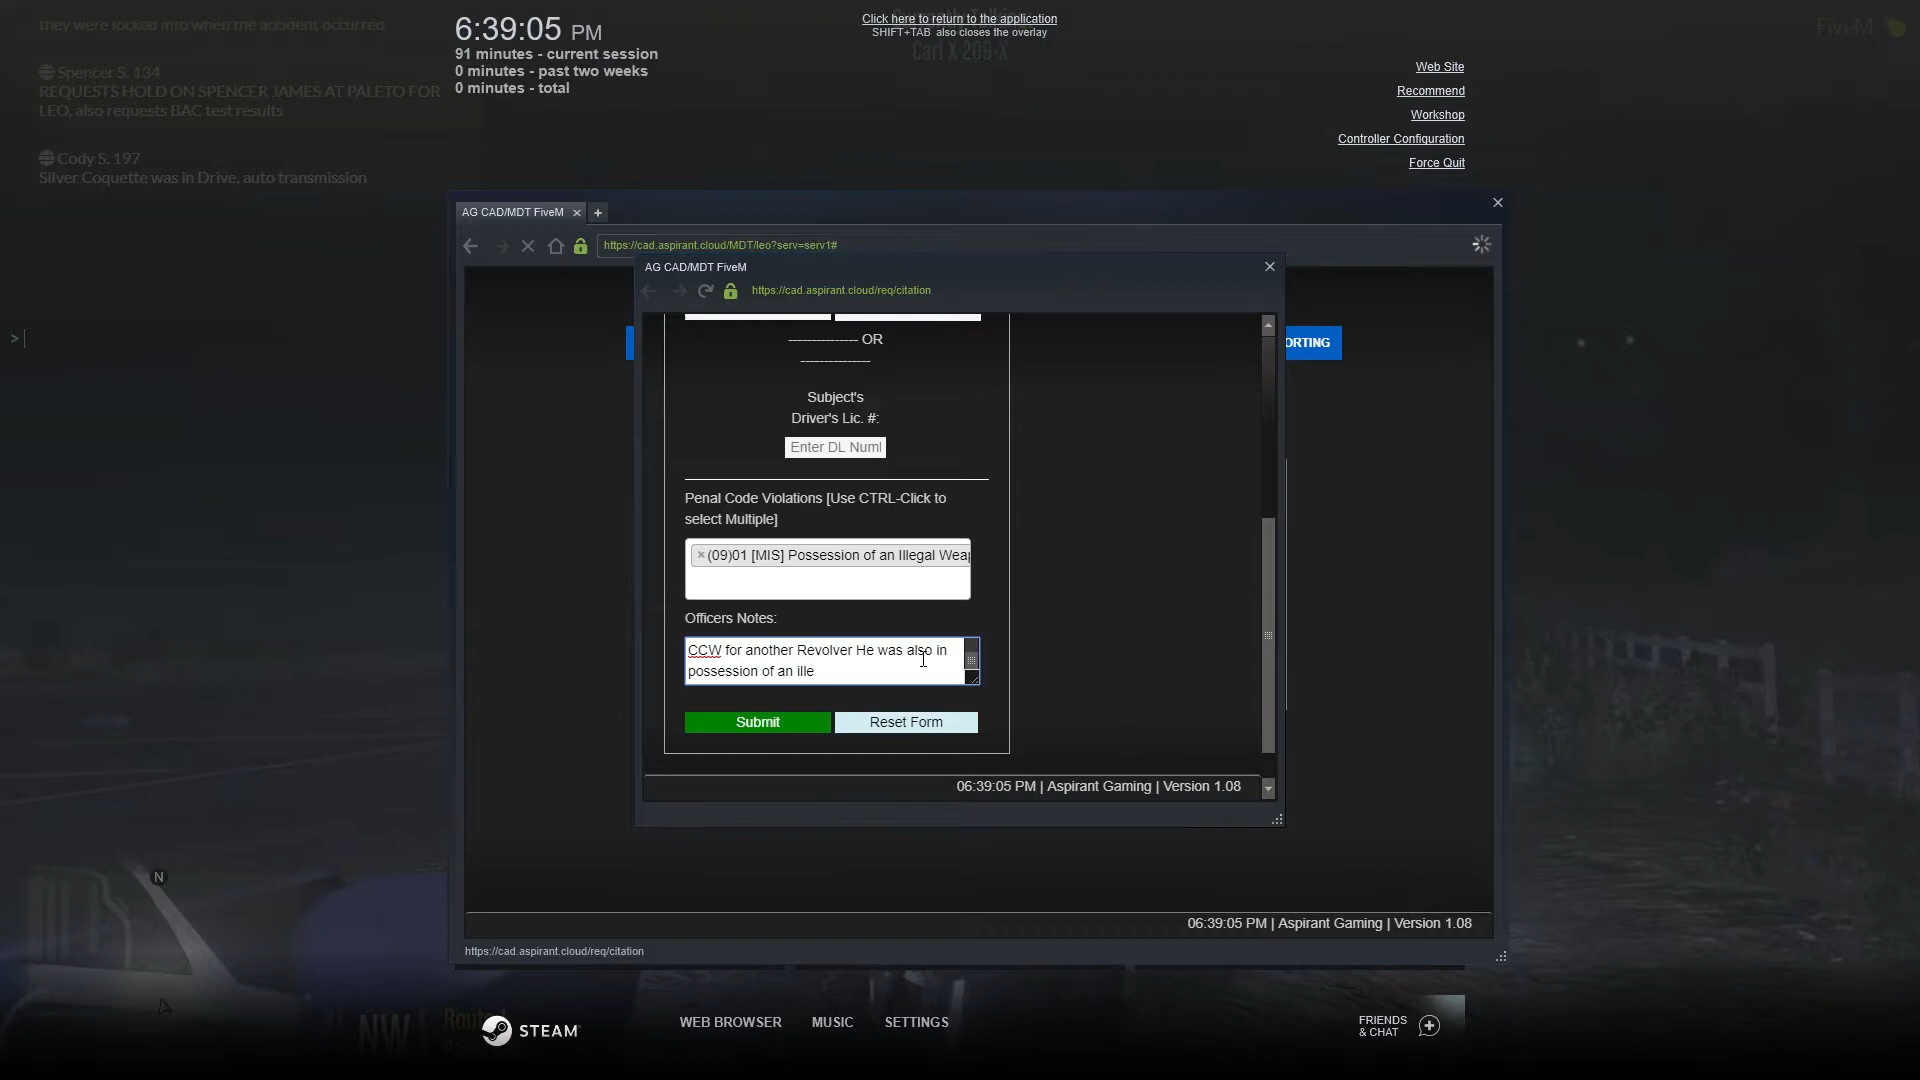 they were locked into when the accident occurred
Spencer S. 134
REQUESTS HOLD ON SPENCER JAMES AT PALETO FOR
LEO, also requests BAC test results
Cody S. 197
Silver Coquette was in Drive, auto transmission
>
6:39:05 PM
91 minutes - current session
0 minutes - past two weeks
0 minutes - total
Click here to return to the application
SHIFT+TAB also closes the overlay
Currently Talking
Carl X 209-X
FiveM
Web Site
Recommend
Workshop
Controller Configuration
Force Quit
AG CAD/MDT FiveM
https://cad.aspirant.cloud/MDT/leo?serv=serv1#
AG CAD/MDT FiveM
https://cad.aspirant.cloud/req/citation
ORTING
--------------- OR
---------------
Subject's
Driver's Lic. #:
Enter DL Num
Penal Code Violations [Use CTRL-Click to
select Multiple]
×(09)01 [MIS] Possession of an Illegal Weap
Officers Notes:
CCW for another Revolver He was also in
possession of an ille
Submit Reset Form
06:39:05 PM | Aspirant Gaming | Version 1.08
N
06:39:05 PM | Aspirant Gaming | Version 1.08
https://cad.aspirant.cloud/req/citation
NW
STEAM
WEB BROWSER MUSIC SETTINGS
FRIENDS
& CHAT